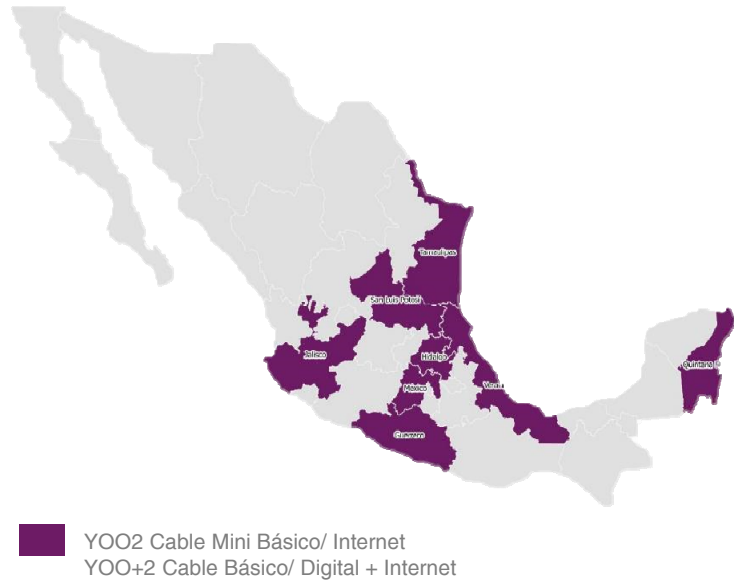 Tamaulipas
San Luis Potosí
Jalisco
Hidalgo
Quintana R
México
Guerrero
YOO2 Cable Mini Básico/ Internet
YOO+2 Cable Básico/ Digital + Internet